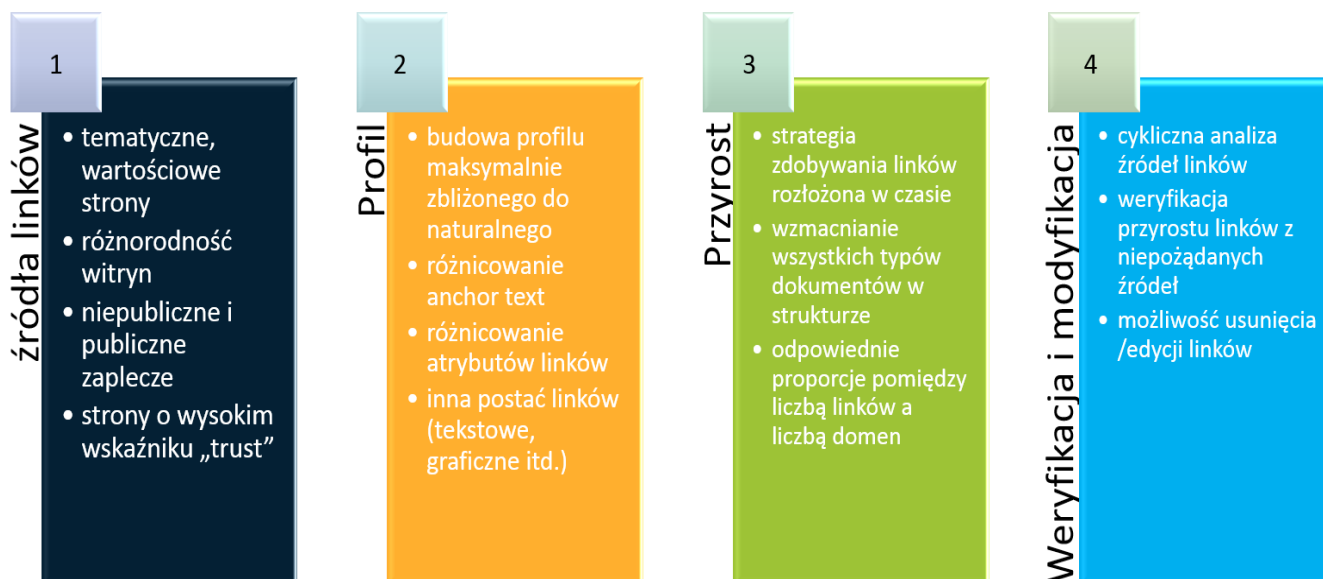 1
źródła linków
• tematyczne,
wartościowe
strony
• różnorodność
witryn
• niepubliczne i
publiczne
zaplecze
• strony o wysokim
wskaźniku „trust”
2
Profil
• budowa profilu
maksymalnie
zbliżonego do
naturalnego
• różnicowanie
anchor text
• różnicowanie
atrybutów linków
• inna postać linków
(tekstowe,
graficzne itd.)
3
Przyrost
• strategia
zdobywania linków
rozłożona w czasie
• wzmacnianie
wszystkich typów
dokumentów w
strukturze
• odpowiednie
proporcje pomiędzy
liczbą linków a
liczbą domen
4
Weryfikacja i modyfikacja
• cykliczna analiza
źródeł linków
• weryfikacja
przyrostu linków z
niepożądanych
źródeł
• możliwość usunięcia
/edycji linków